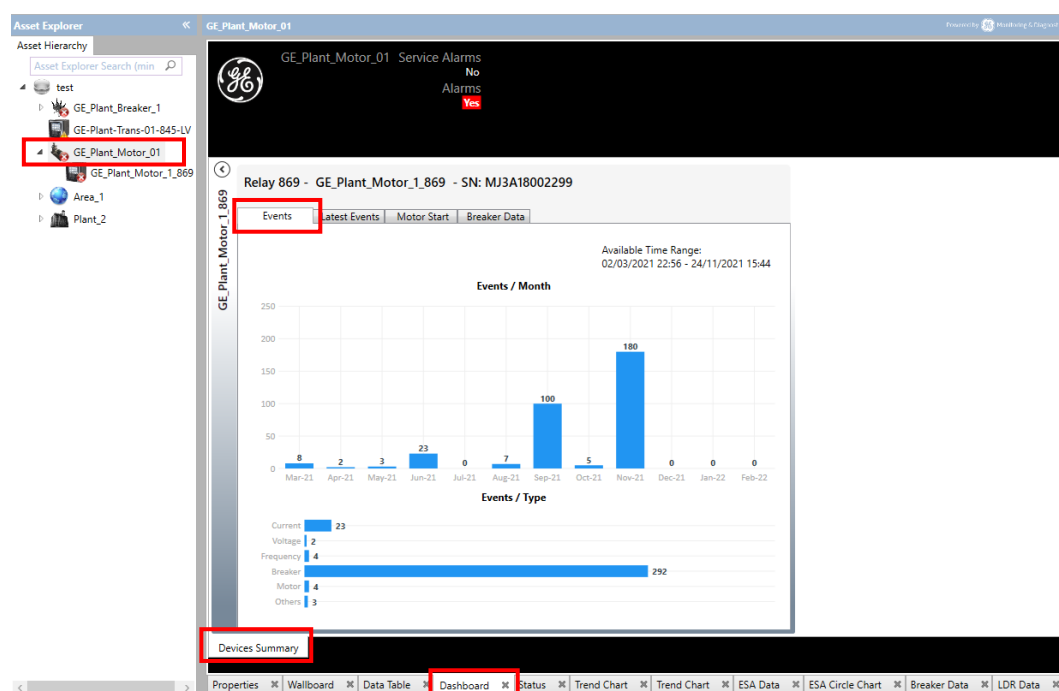 Asset Explorer «
GE_Plant_Motor_01
Powered by Monitoring & Diagnost
Asset Hierarchy
Asset Explorer Search (min
test
GE_Plant_Breaker_1
GE-Plant-Trans-01-845-LV
GE_Plant_Motor_01
GE_Plant_Motor_1_869
Area_1
Plant_2
GE_Plant_Motor_01 Service Alarms
No
Alarms
Yes
GE_Plant_Motor_1_869
Relay 869 - GE_Plant_Motor_1_869 - SN: MJ3A18002299
Events Latest Events Motor Start Breaker Data
Available Time Range:
02/03/2021 22:56 - 24/11/2021 15:44
Events / Month
250
200
150
100
50
0
8 2 3 23 0 7 100 5 180 0 0 0
Mar-21 Apr-21 May-21 Jun-21 Jul-21 Aug-21 Sep-21 Oct-21 Nov-21 Dec-21 Jan-22 Feb-22
Events / Type
Current 23
Voltage 2
Frequency 4
Breaker 292
Motor 4
Others 3
Devices Summary
Properties Wallboard Data Table Dashboard Status Trend Chart Trend Chart ESA Data ESA Circle Chart Breaker Data LDR Data